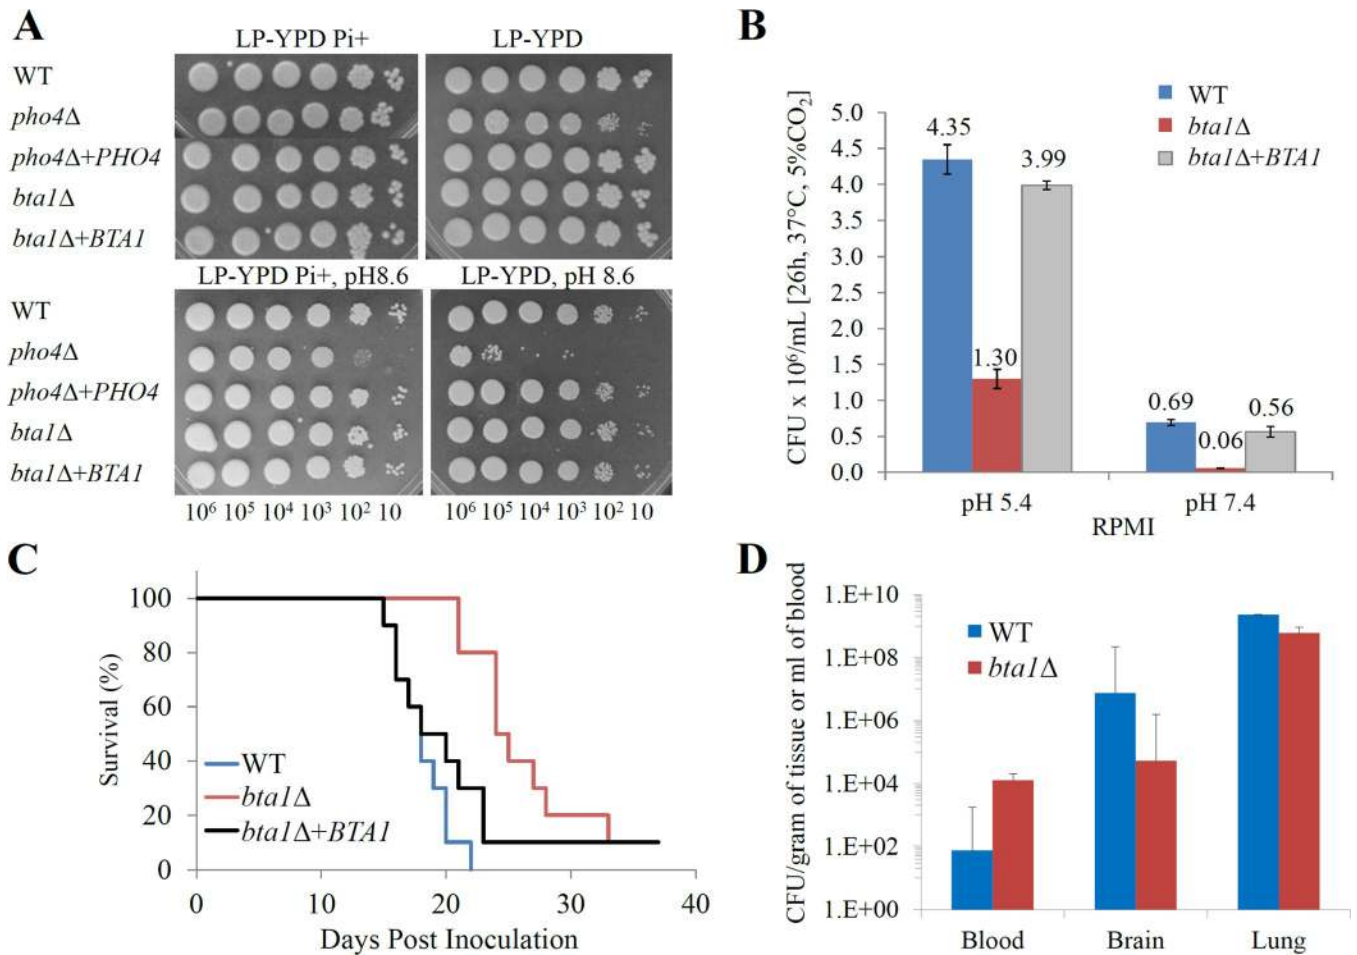 A
LP-YPD Pi+
LP-YPD
WT
pho4Δ
pho4Δ+PHO4
bta1Δ
bta1Δ+BTA1
LP-YPD Pi+, pH8.6
LP-YPD, pH 8.6
WT
pho4Δ
pho4Δ+PHO4
bta1Δ
bta1Δ+BTA1
10⁶ 10⁵ 10⁴ 10³ 10² 10
10⁶ 10⁵ 10⁴ 10³ 10² 10
B
CFU x 10⁶/mL [26h, 37°C, 5%CO₂]
5.0
4.5
4.0
3.5
3.0
2.5
2.0
1.5
1.0
0.5
0.0
WT
bta1Δ
bta1Δ+BTA1
4.35
1.30
3.99
0.69
0.06
0.56
pH 5.4
pH 7.4
RPMI
C
Survival (%)
100
80
60
40
20
0
WT
bta1Δ
bta1Δ+BTA1
0 10 20 30 40
Days Post Inoculation
D
CFU/gram of tissue or ml of blood
1.E+10
1.E+08
1.E+06
1.E+04
1.E+02
1.E+00
WT
bta1Δ
Blood Brain Lung